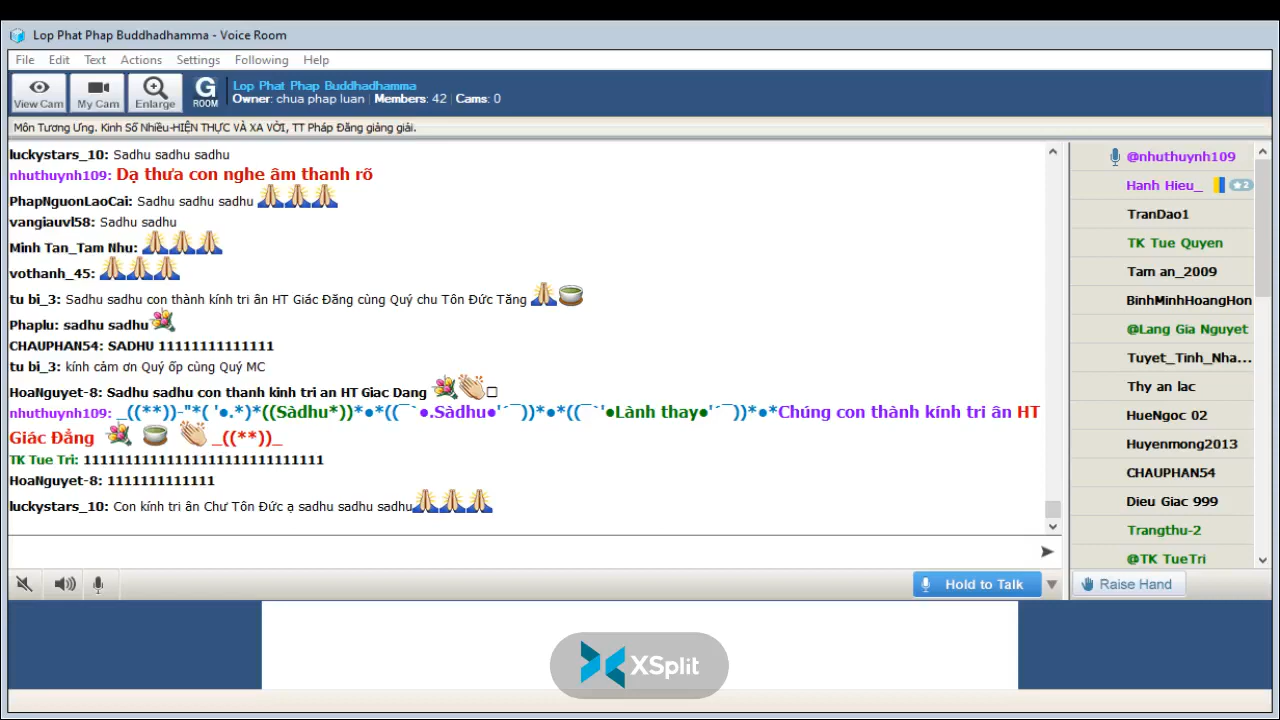 Lop Phat Phap Buddhadhamma - Voice Room
File Edit Text Actions Settings Following Help
View Cam My Cam Enlarge G ROOM
Lop Phat Phap Buddhadhamma
Owner: chua phap luan | Members: 42 | Cams: 0
Môn Tương Ưng. Kinh Số Nhiều-HIỆN THỰC VÀ XA VỜI, TT Pháp Đăng giảng giải.
luckystars_10: Sadhu sadhu sadhu
nhuthuynh109: Dạ thưa con nghe âm thanh rõ
PhapNguonLaoCai: Sadhu sadhu sadhu 🙏🙏🙏
vangiauvl58: Sadhu sadhu
Minh Tan_Tam Nhu: 🙏🙏🙏
vothanh_45: 🙏🙏🙏
tu bi_3: Sadhu sadhu con thành kính tri ân HT Giác Đăng cùng Quý chu Tôn Đức Tăng 🙏🍵
Phaplu: sadhu sadhu💐
CHAUPHAN54: SADHU 11111111111111
tu bi_3: kính cảm ơn Quý ốp cùng Quý MC
HoaNguyet-8: Sadhu sadhu con thanh kinh tri an HT Giac Dang 💐👏□
nhuthuynh109: _((**))-"*( '●.*)*((Sàdhu*))*●*((¯`●.Sàdhu●'´¯))*●*((¯`'●Lành thay●'´¯))*●*Chúng con thành kính tri ân HT
Giác Đẳng 💐 🍵 👏 _((**))_
TK Tue Tri: 11111111111111111111111111111
HoaNguyet-8: 1111111111111
luckystars_10: Con kính tri ân Chư Tôn Đức ạ sadhu sadhu sadhu🙏🙏🙏
@nhuthuynh109
Hanh Hieu_ ★2
TranDao1
TK Tue Quyen
Tam an_2009
BinhMinhHoangHon
@Lang Gia Nguyet
Tuyet_Tinh_Nha...
Thy an lac
HueNgoc 02
Huyenmong2013
CHAUPHAN54
Dieu Giac 999
Trangthu-2
@TK TueTri
Hold to Talk
Raise Hand
XSplit